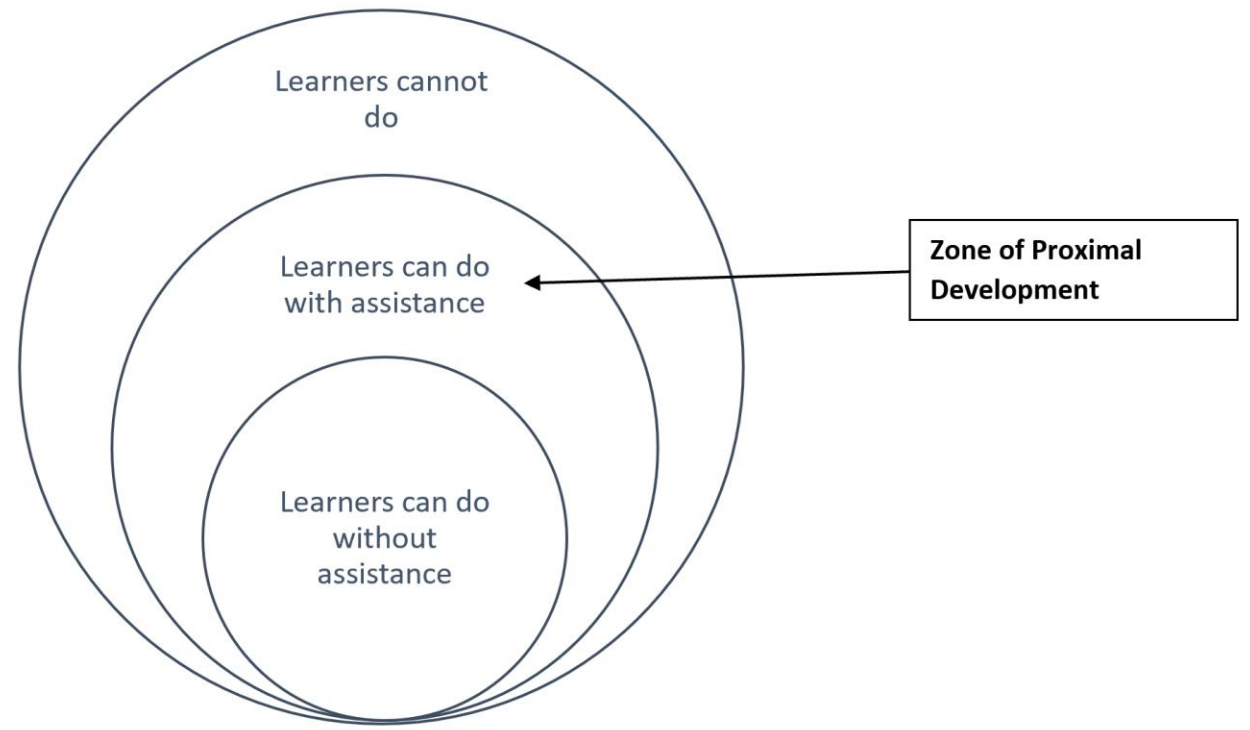 Learners cannot
do
Learners can do
with assistance
Zone of Proximal
Development
Learners can do
without
assistance